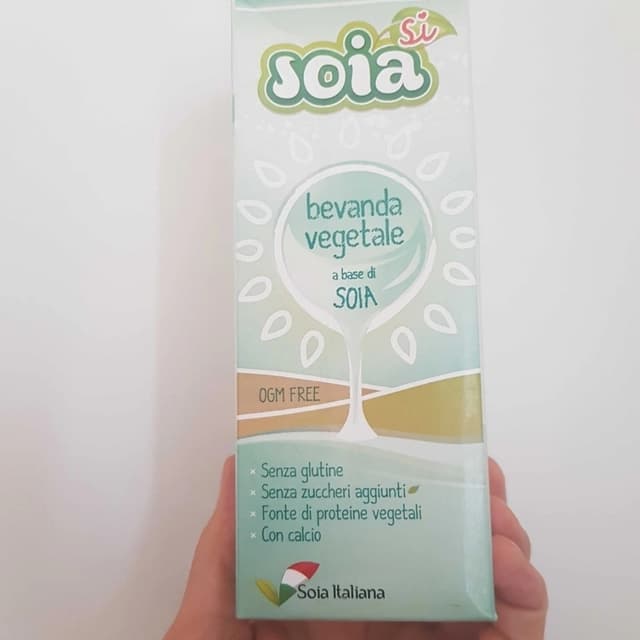 si
soia
bevanda
vegetale
a base di
SOIA
OGM FREE
Senza glutine
Senza zuccheri aggiunti
Fonte di proteine vegetali
Con calcio
Soia Italiana